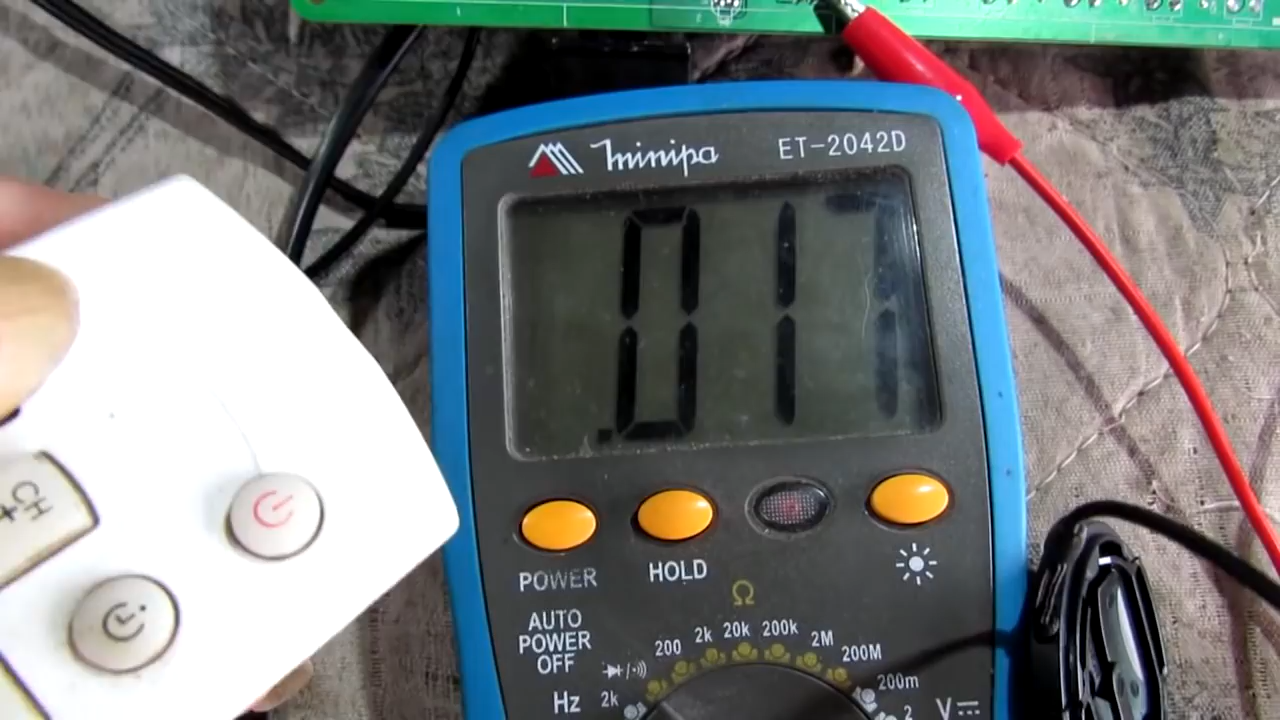 minipa ET-2042D
.017
POWER HOLD
AUTO
POWER
OFF
Ω
200 2k 20k 200k 2M 200M
Hz 2k 200m
2 V
CH
+